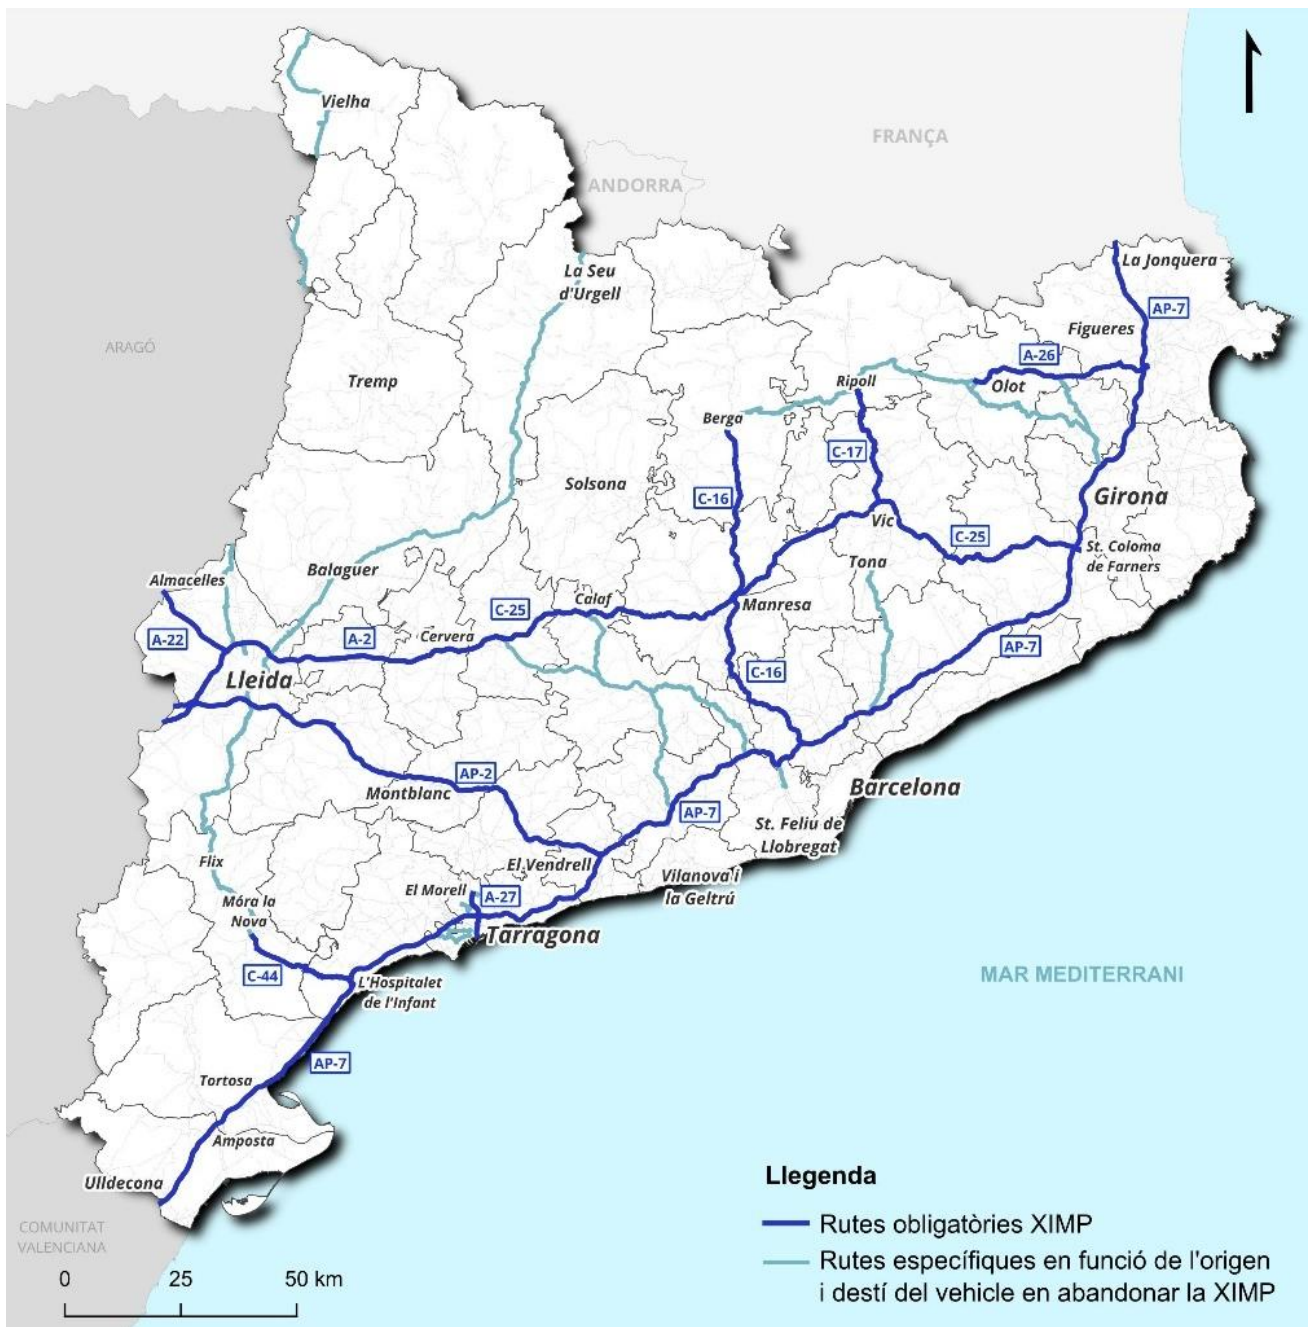 Vielha
FRANÇA
ANDORRA
La Jonquera
La Seu
d'Urgell
AP-7
Figueres
ARAGÓ
A-26
Tremp
Ripoll
Olot
Berga
C-17
Solsona
C-16
Girona
Vic
C-25
St. Coloma
de Farners
Tona
Balaguer
Almacelles
Calaf
Manresa
C-25
Cervera
A-22
A-2
AP-7
C-16
Lleida
AP-2
Montblanc
Barcelona
AP-7
St. Feliu de
Llobregat
Flix
El Vendrell
Vilanova i
la Geltrú
El Morell
A-27
Móra la
Nova
Tarragona
C-44
L'Hospitalet
de l'Infant
MAR MEDITERRANI
AP-7
Tortosa
Amposta
Ulldecona
COMUNITAT
VALENCIANA
0 25 50 km
Llegenda
Rutes obligatòries XIMP
Rutes específiques en funció de l'origen
i destí del vehicle en abandonar la XIMP